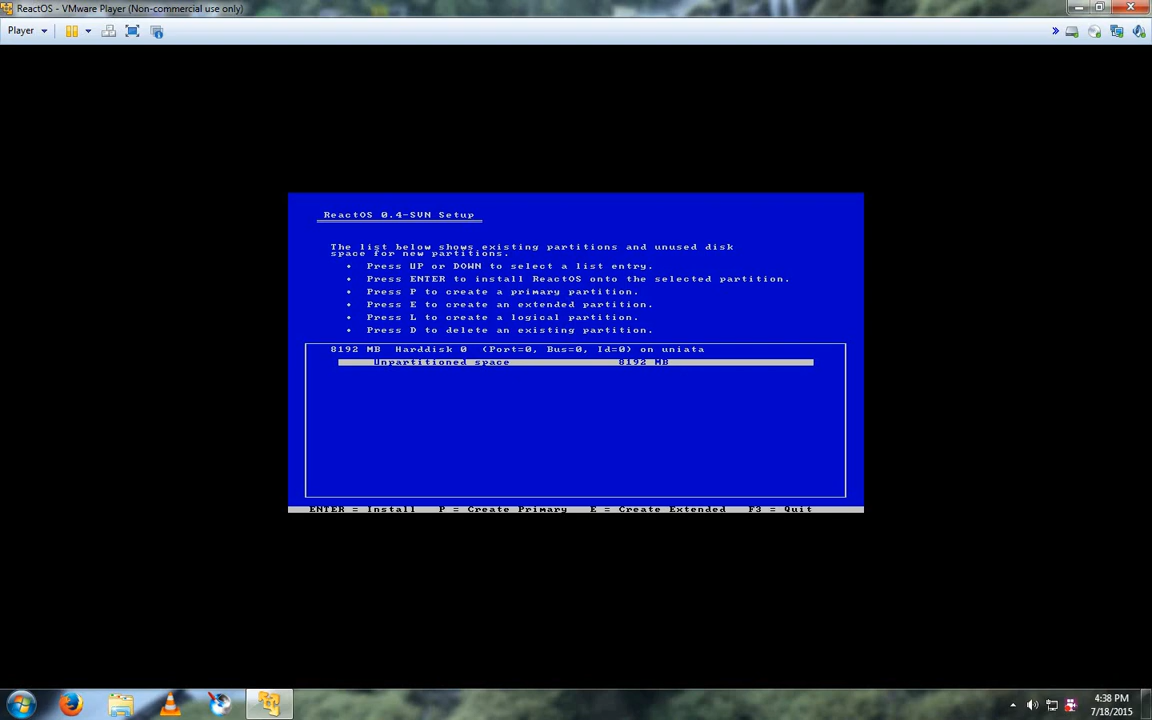 ReactOS - VMware Player (Non-commercial use only)
Player
ReactOS 0.4-SVN Setup
The list below shows existing partitions and unused disk
space for new partitions.
Press UP or DOWN to select a list entry.
Press ENTER to install ReactOS onto the selected partition.
Press P to create a primary partition.
Press E to create an extended partition.
Press L to create a logical partition.
Press D to delete an existing partition.
8192 MB Harddisk 0 (Port=0, Bus=0, Id=0) on uniata
Unpartitioned space 8192 MB
ENTER = Install P = Create Primary E = Create Extended F3 = Quit
4:38 PM
7/18/2015